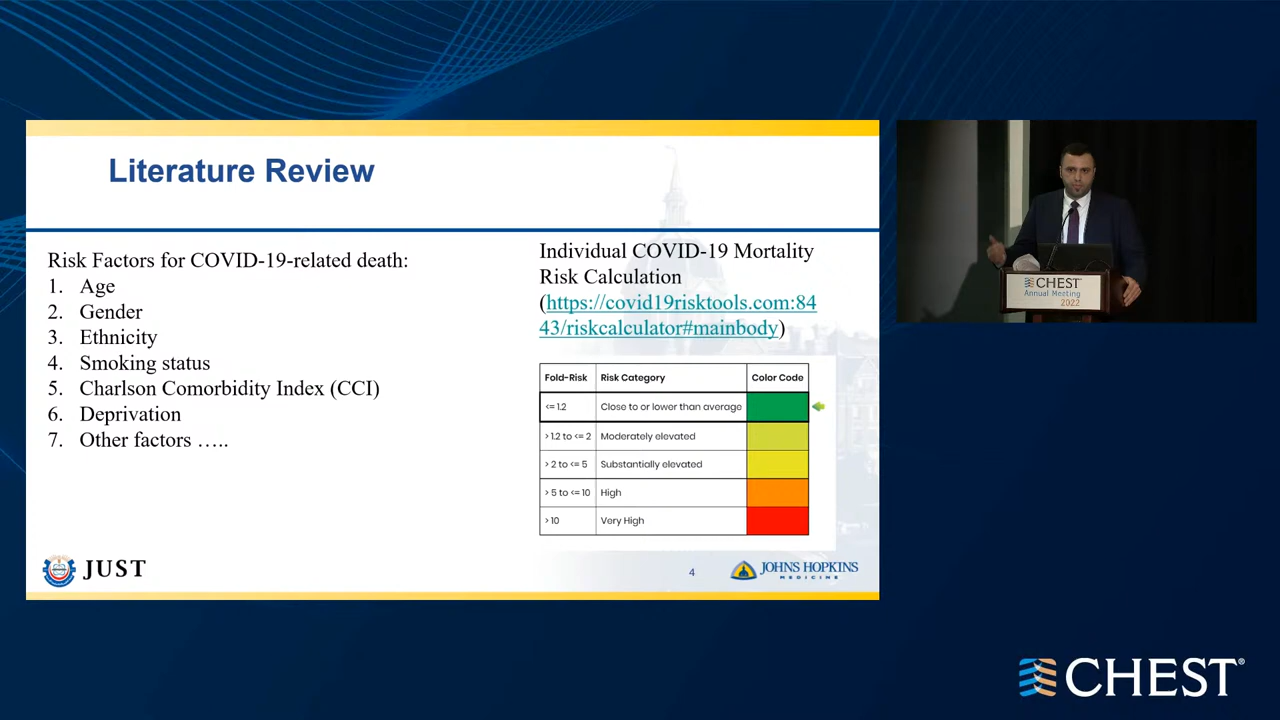 Literature Review
Risk Factors for COVID-19-related death:
1. Age
2. Gender
3. Ethnicity
4. Smoking status
5. Charlson Comorbidity Index (CCI)
6. Deprivation
7. Other factors …..
Individual COVID-19 Mortality
Risk Calculation
(https://covid19risktools.com:84
43/riskcalculator#mainbody)
Fold-Risk Risk Category Color Code
<= 1.2 Close to or lower than average
> 1.2 to <= 2 Moderately elevated
> 2 to <= 5 Substantially elevated
> 5 to <= 10 High
> 10 Very High
JUST
4
JOHNS HOPKINS
MEDICINE
CHEST
Annual Meeting
2022
CHEST®